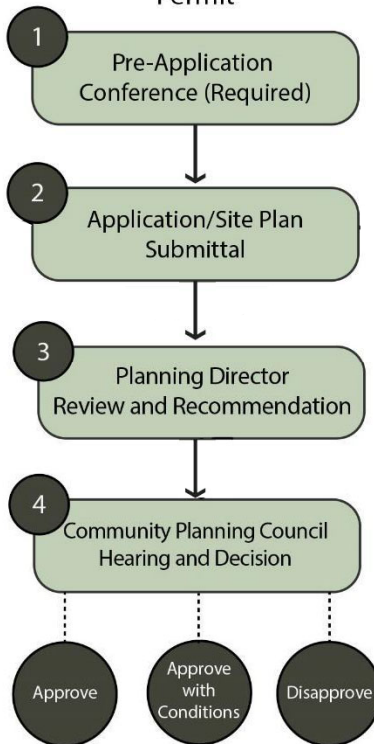 Permit
1
Pre-Application
Conference (Required)
2
Application/Site Plan
Submittal
3
Planning Director
Review and Recommendation
4
Community Planning Council
Hearing and Decision
Approve
Approve
with
Conditions
Disapprove